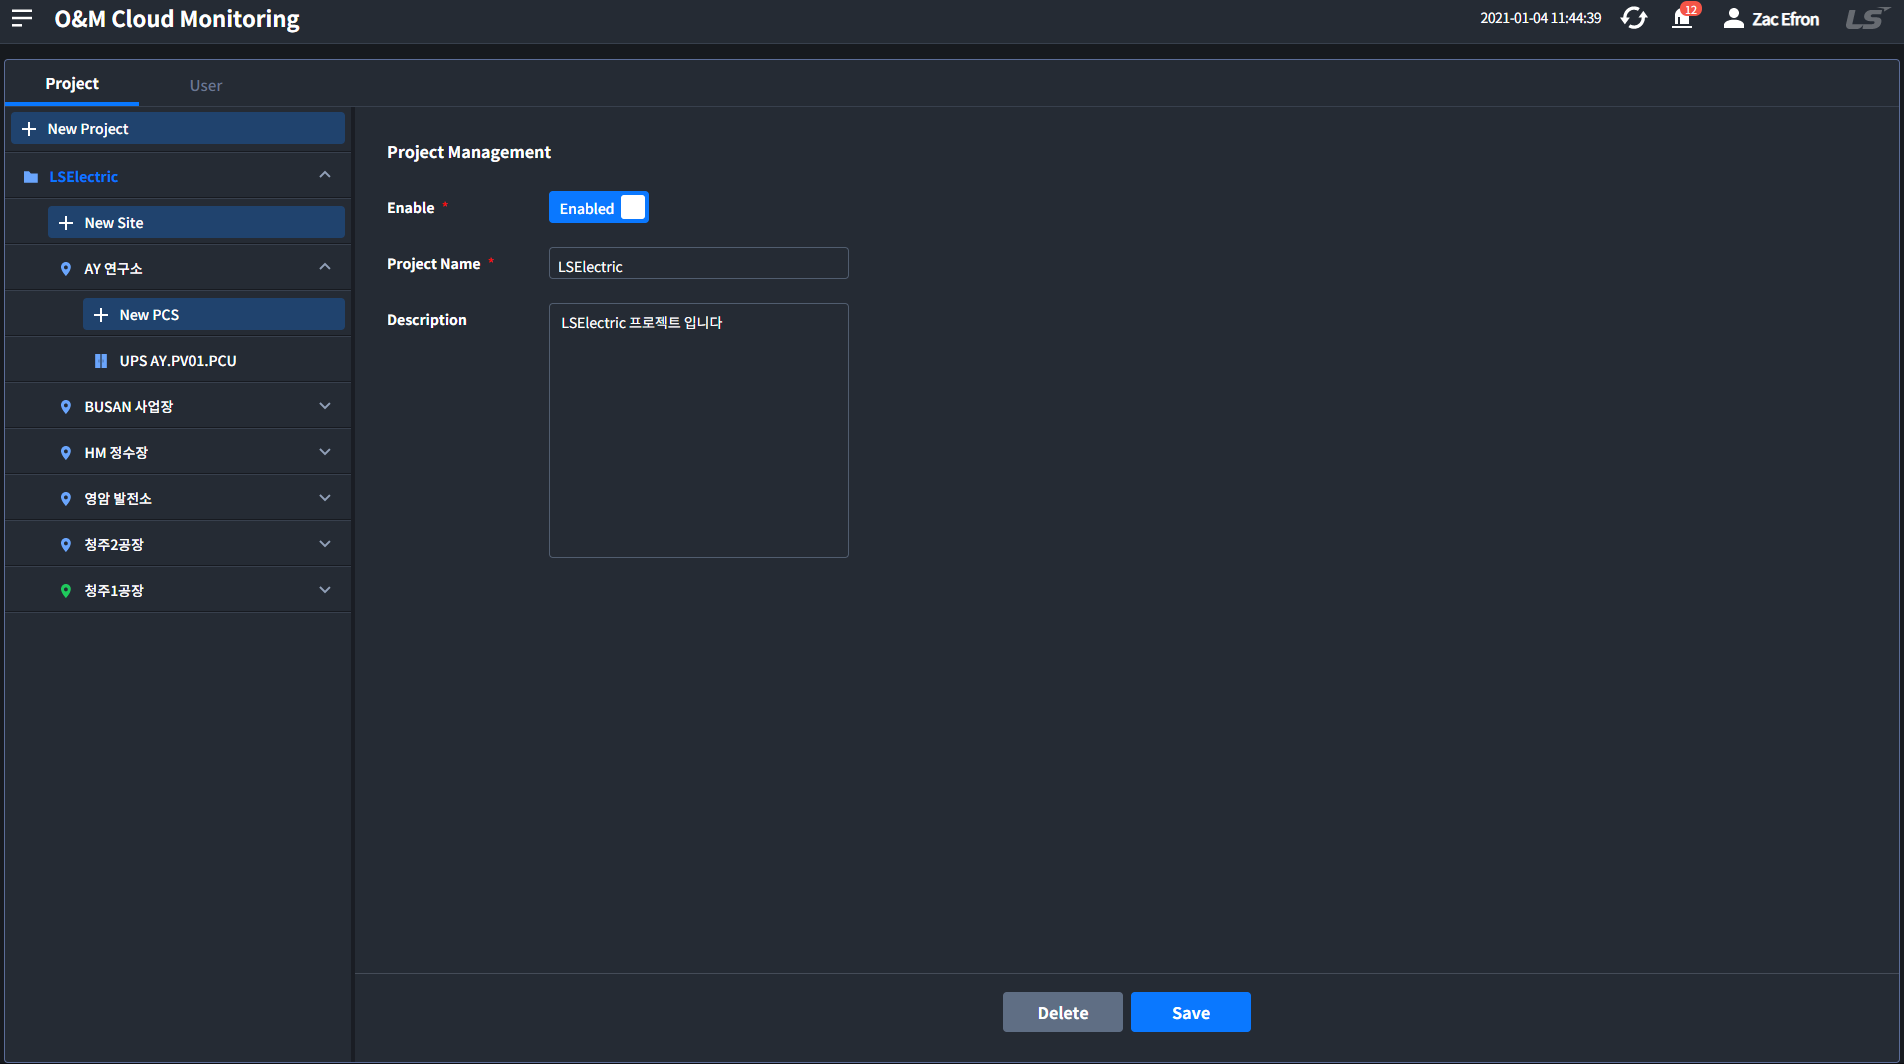 O&M Cloud Monitoring
2021-01-04 11:44:39
12
Zac Efron
LS
Project
User
New Project
LSElectric
New Site
AY 연구소
New PCS
UPS AY.PV01.PCU
BUSAN 사업장
HM 정수장
영암 발전소
청주2공장
청주1공장
Project Management
Enable *
Enabled
Project Name *
LSElectric
Description
LSElectric 프로젝트 입니다
Delete
Save